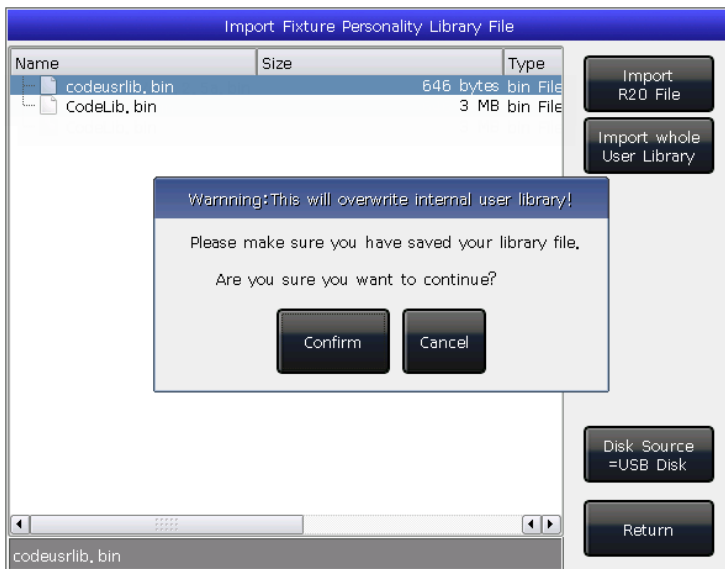 Import Fixture Personality Library File
Name Size Type
codeusrlib.bin 646 bytes bin File
CodeLib.bin 3 MB bin File
Import
R20 File
Import whole
User Library
Warnning:This will overwrite internal user library!
Please make sure you have saved your library file.
Are you sure you want to continue?
Confirm Cancel
Disk Source
=USB Disk
Return
codeusrlib.bin